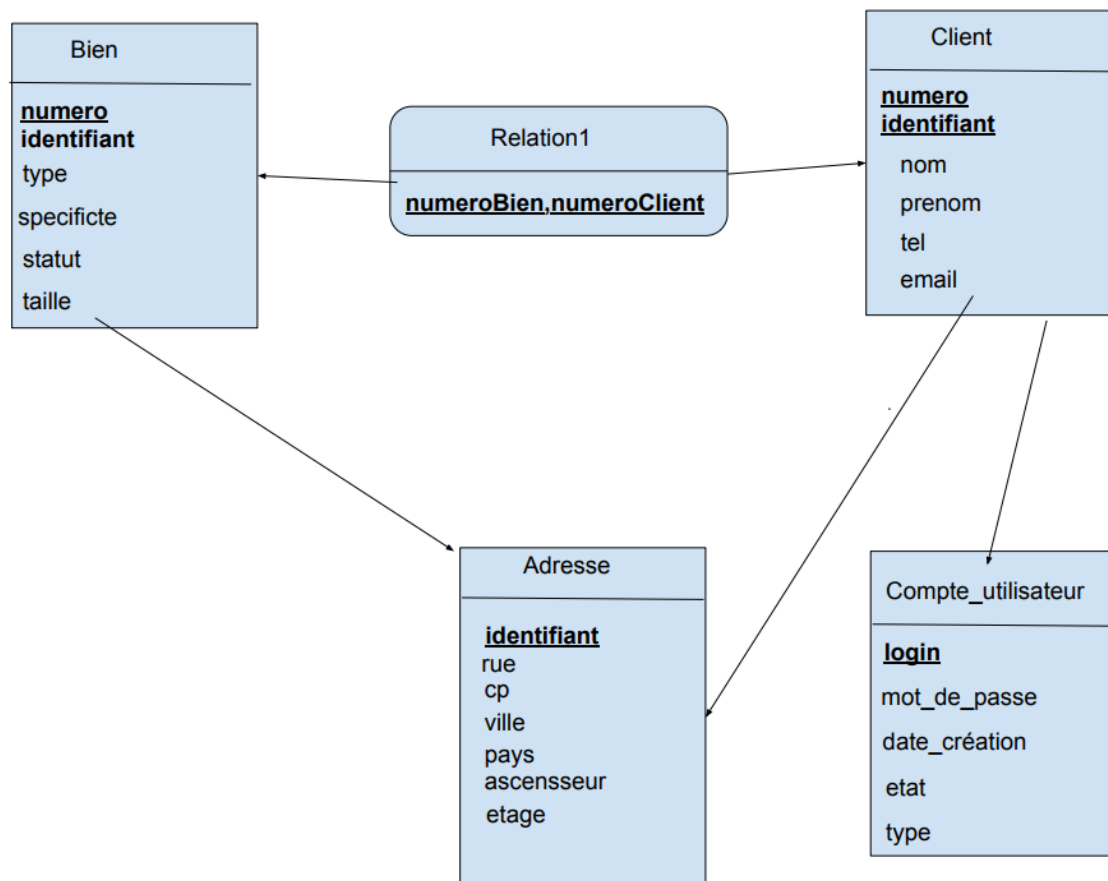 Bien
numero
identifiant
type
specificte
statut
taille
Relation1
numeroBien,numeroClient
Client
numero
identifiant
nom
prenom
tel
email
Adresse
identifiant
rue
cp
ville
pays
ascensseur
etage
Compte_utilisateur
login
mot_de_passe
date_création
etat
type